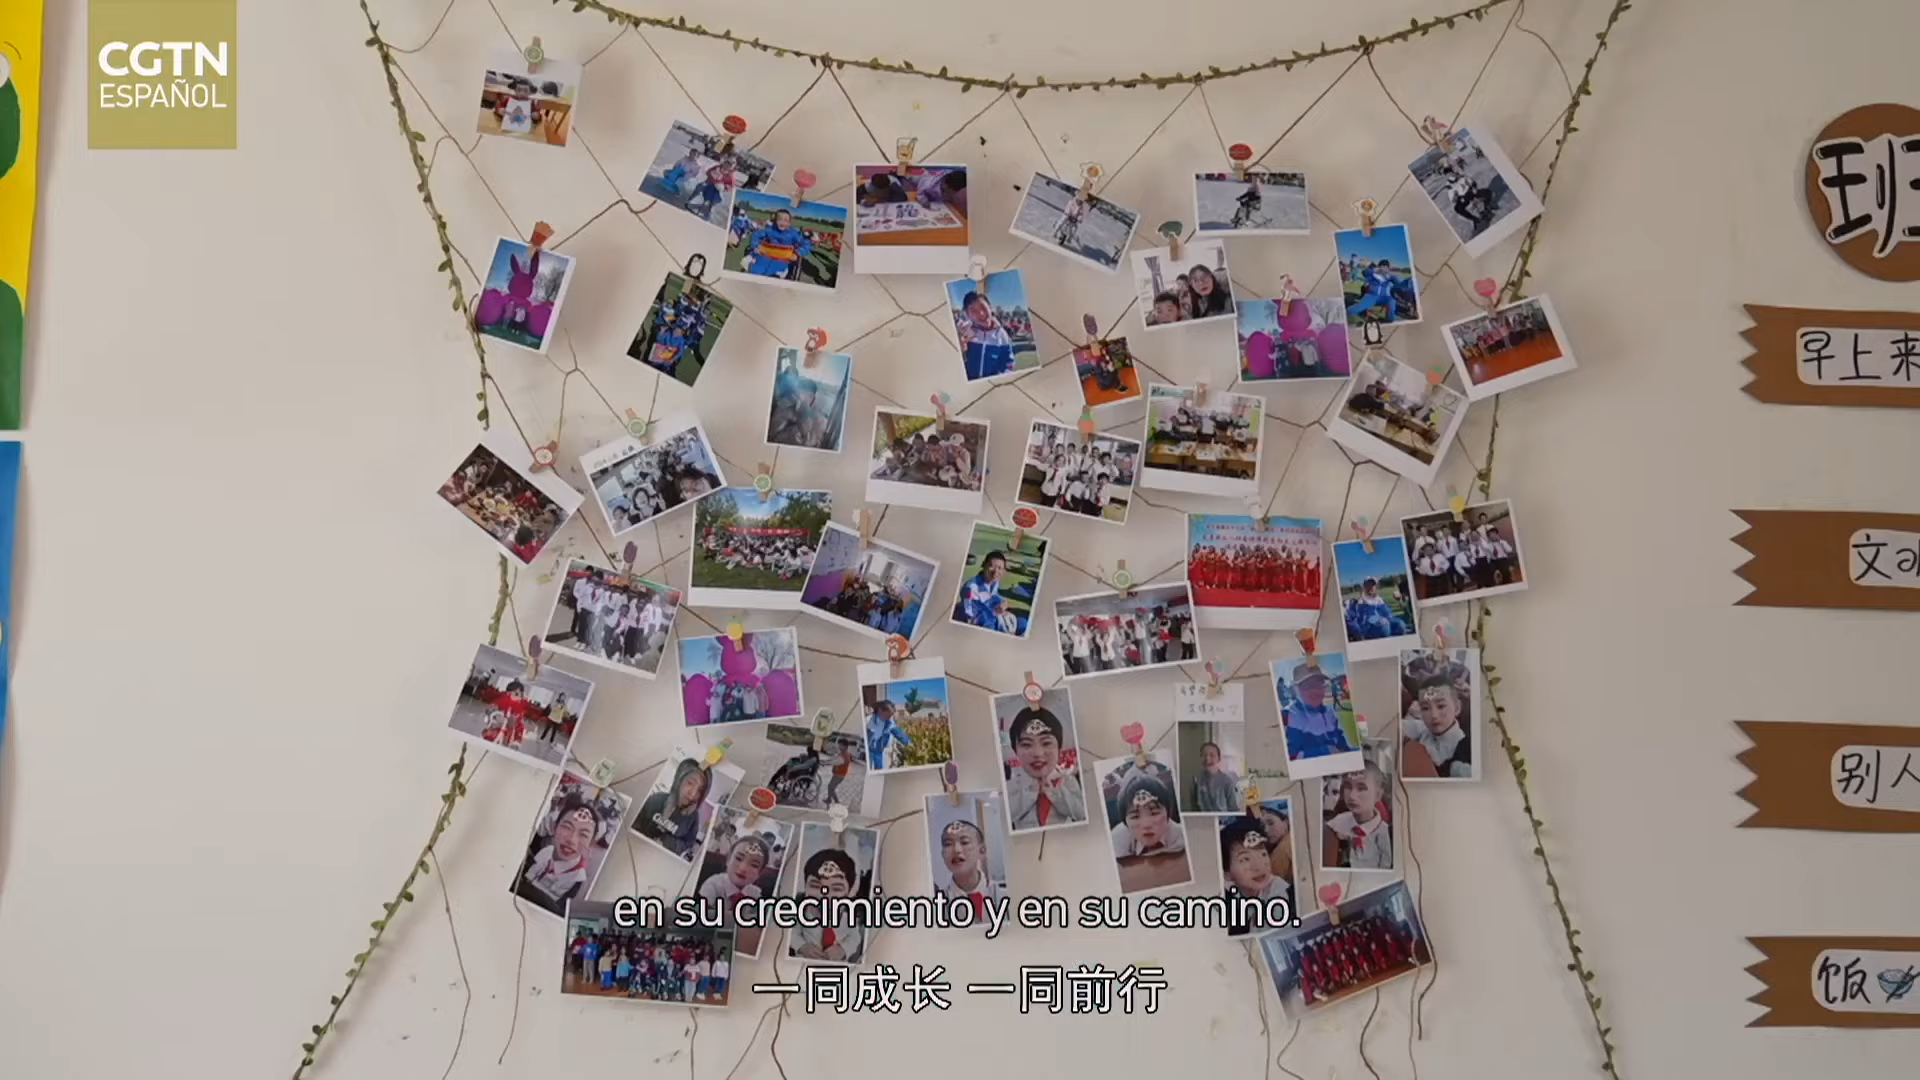 CGTN
ESPAÑOL
班
早上来
文明
别人
饭
en su crecimiento y en su camino.
一同成长 一同前行